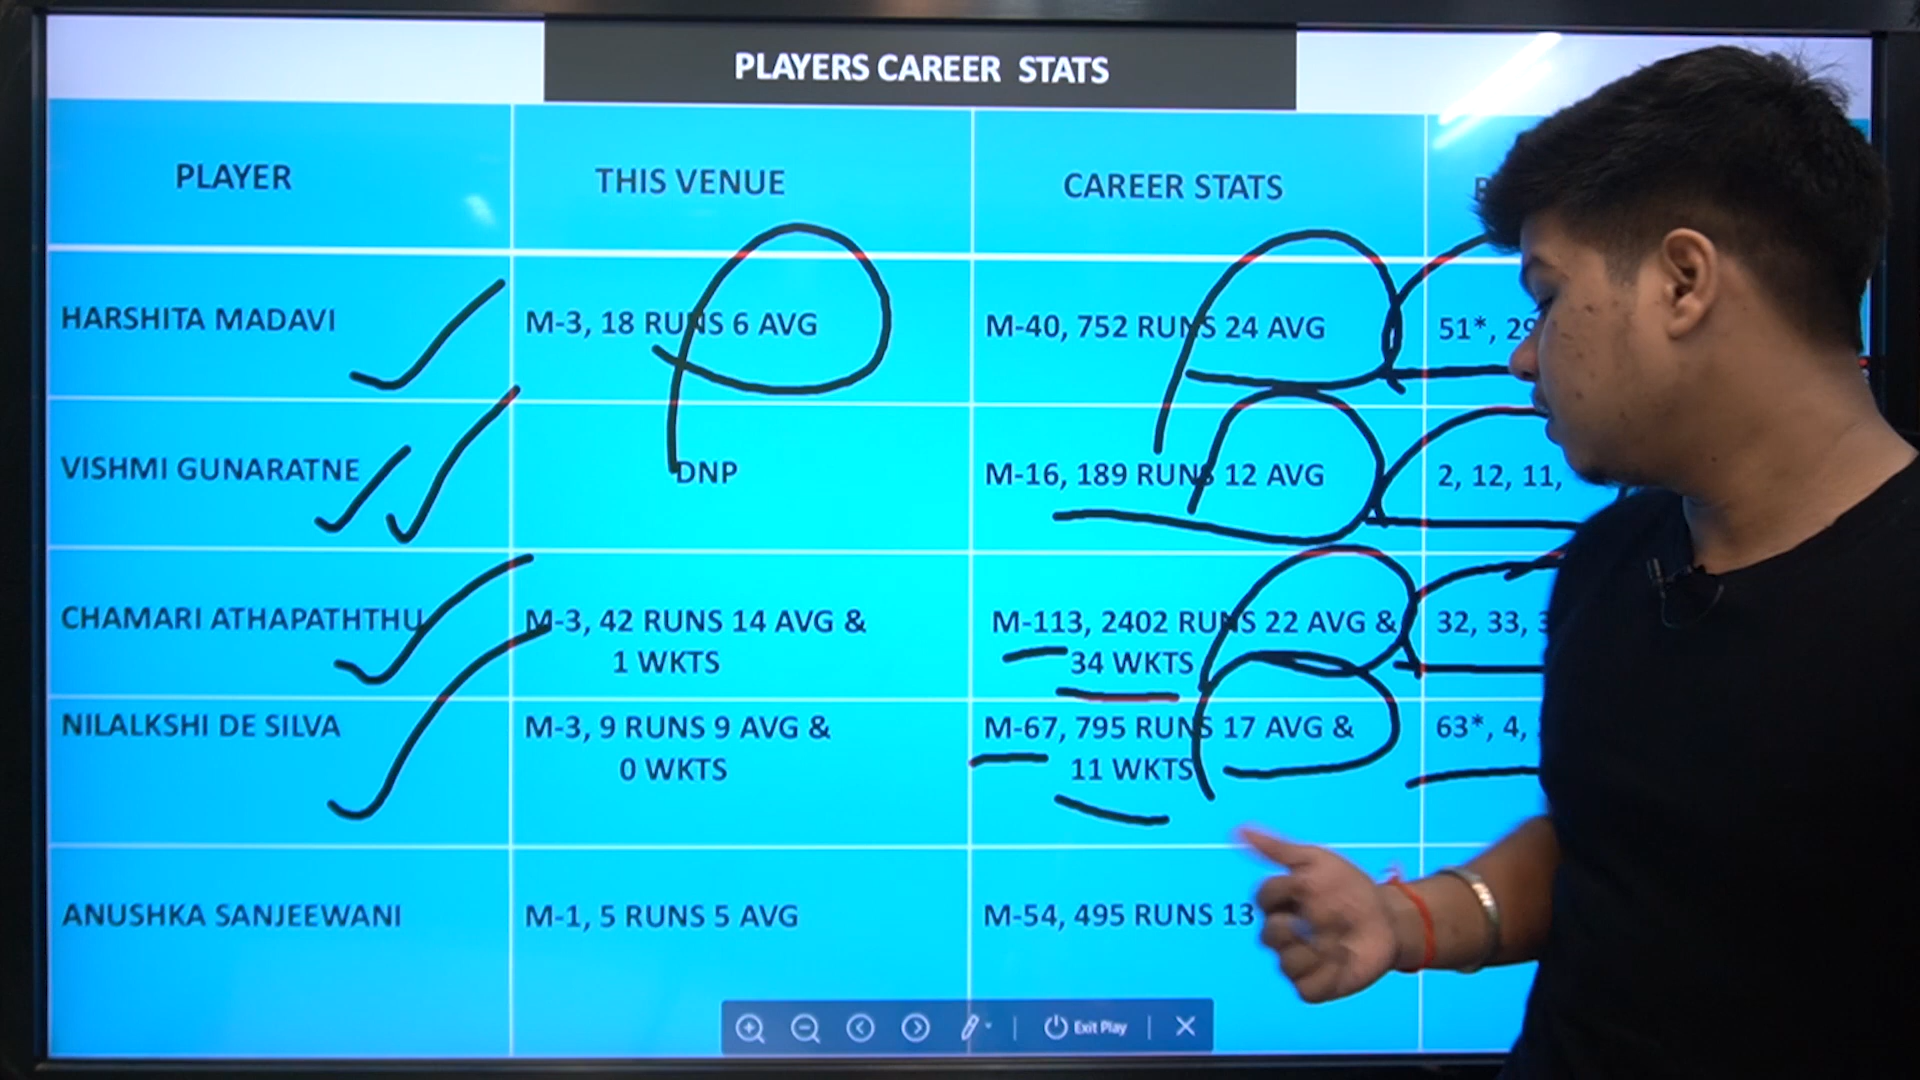 PLAYERS CAREER STATS
PLAYER THIS VENUE CAREER STATS
HARSHITA MADAVI M-3, 18 RUNS 6 AVG M-40, 752 RUNS 24 AVG 51*, 29
VISHMI GUNARATNE DNP M-16, 189 RUNS 12 AVG 2, 12, 11,
CHAMARI ATHAPATHTHU M-3, 42 RUNS 14 AVG & M-113, 2402 RUNS 22 AVG & 32, 33,
1 WKTS 34 WKTS
NILALKSHI DE SILVA M-3, 9 RUNS 9 AVG & M-67, 795 RUNS 17 AVG & 63*, 4,
0 WKTS 11 WKTS
ANUSHKA SANJEEWANI M-1, 5 RUNS 5 AVG M-54, 495 RUNS 13
Exit Play